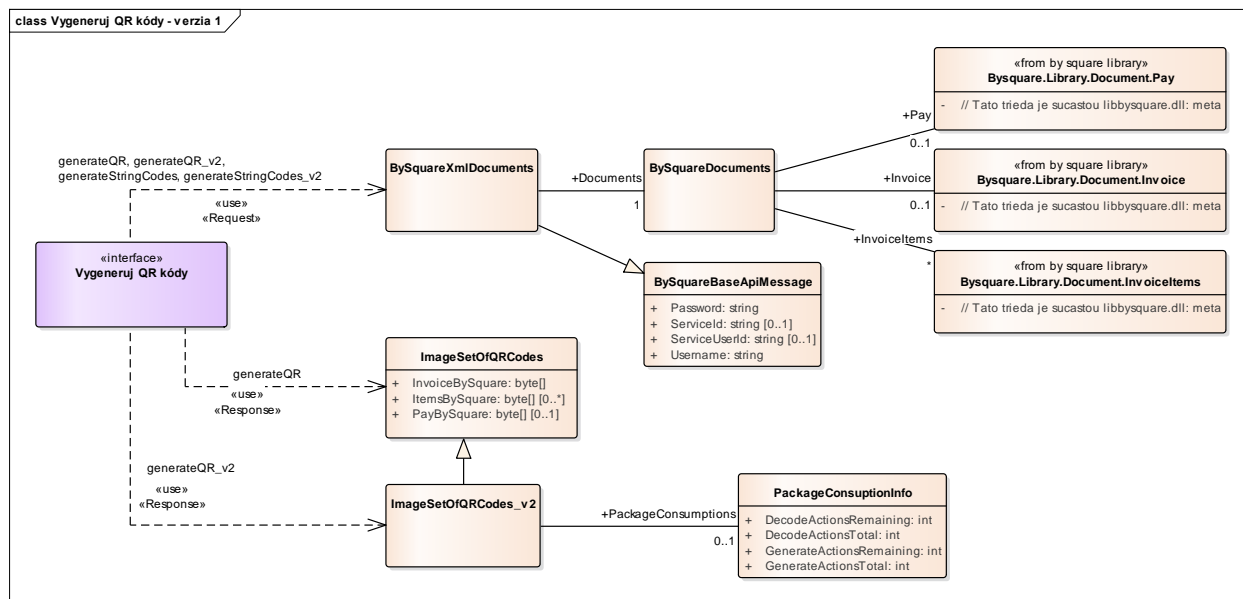 class Vygeneruj QR kódy - verzia 1
«from by square library»
Bysquare.Library.Document.Pay
- // Tato trieda je sucastou libbysquare.dll: meta
+Pay
0..1
generateQR, generateQR_v2,
generateStringCodes, generateStringCodes_v2
«use»
«Request»
BySquareXmlDocuments
+Documents
1
BySquareDocuments
+Invoice
0..1
«from by square library»
Bysquare.Library.Document.Invoice
- // Tato trieda je sucastou libbysquare.dll: meta
+InvoiceItems
*
«from by square library»
Bysquare.Library.Document.InvoiceItems
- // Tato trieda je sucastou libbysquare.dll: meta
«interface»
Vygeneruj QR kódy
BySquareBaseApiMessage
+ Password: string
+ ServiceId: string [0..1]
+ ServiceUserId: string [0..1]
+ Username: string
generateQR
«use»
«Response»
ImageSetOfQRCodes
+ InvoiceBySquare: byte[]
+ ItemsBySquare: byte[] [0..*]
+ PayBySquare: byte[] [0..1]
generateQR_v2
«use»
«Response»
ImageSetOfQRCodes_v2
+PackageConsumptions
0..1
PackageConsuptionInfo
+ DecodeActionsRemaining: int
+ DecodeActionsTotal: int
+ GenerateActionsRemaining: int
+ GenerateActionsTotal: int